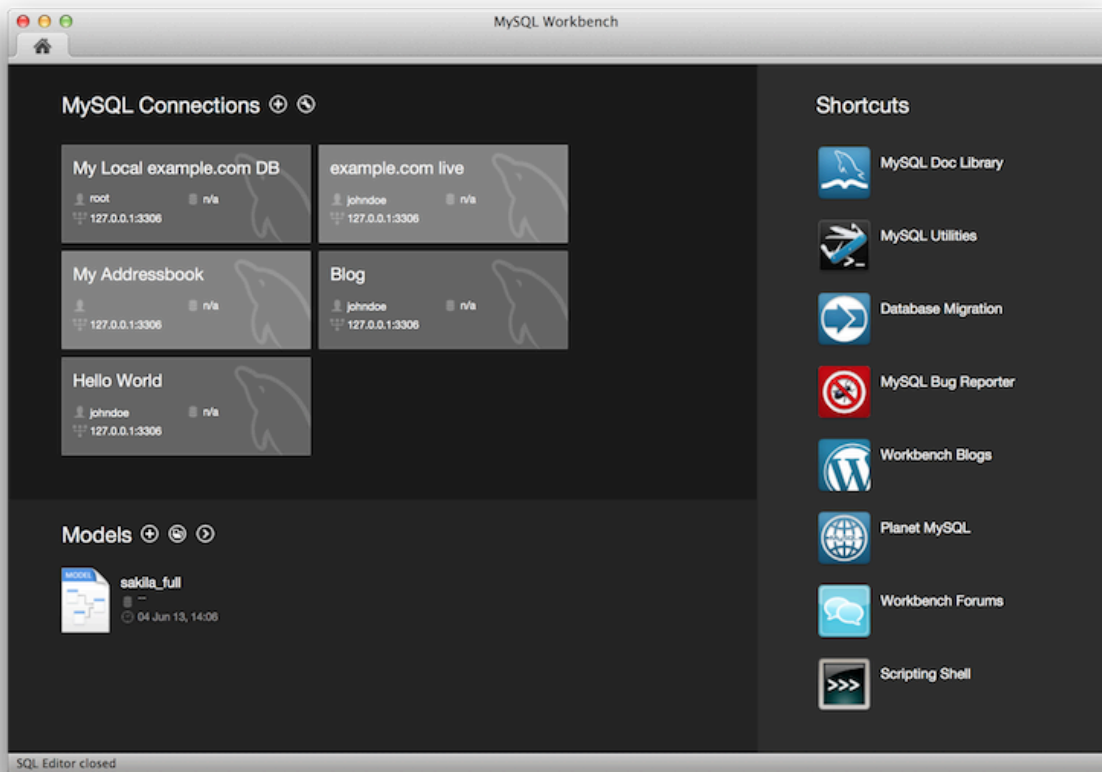 MySQL Workbench
MySQL Connections
My Local example.com DB
root n/a
127.0.0.1:3306
example.com live
johndoe n/a
127.0.0.1:3306
My Addressbook
n/a
127.0.0.1:3306
Blog
johndoe n/a
127.0.0.1:3306
Hello World
johndoe n/a
127.0.0.1:3306
Models
MODEL
sakila_full
--
04 Jun 13, 14:06
Shortcuts
MySQL Doc Library
MySQL Utilities
Database Migration
MySQL Bug Reporter
Workbench Blogs
Planet MySQL
Workbench Forums
>>>
Scripting Shell
SQL Editor closed